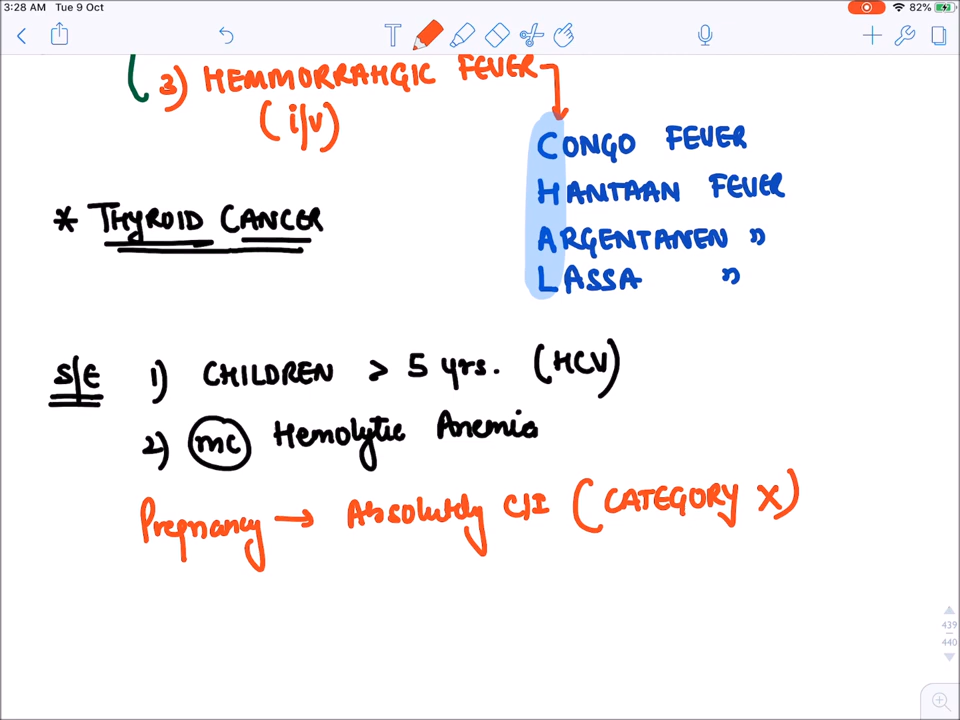 3:28 AM Tue 9 Oct 82%
T
3) HEMMORRAHGIC FEVER
(i/v)
CONGO FEVER
HANTAAN FEVER
ARGENTANEN "
LASSA "
* THYROID CANCER
S/E 1) CHILDREN > 5 yrs. (HCV)
2) mc Hemolytic Anemia
Pregnancy → Absolutely C/I (CATEGORY X)
439
440